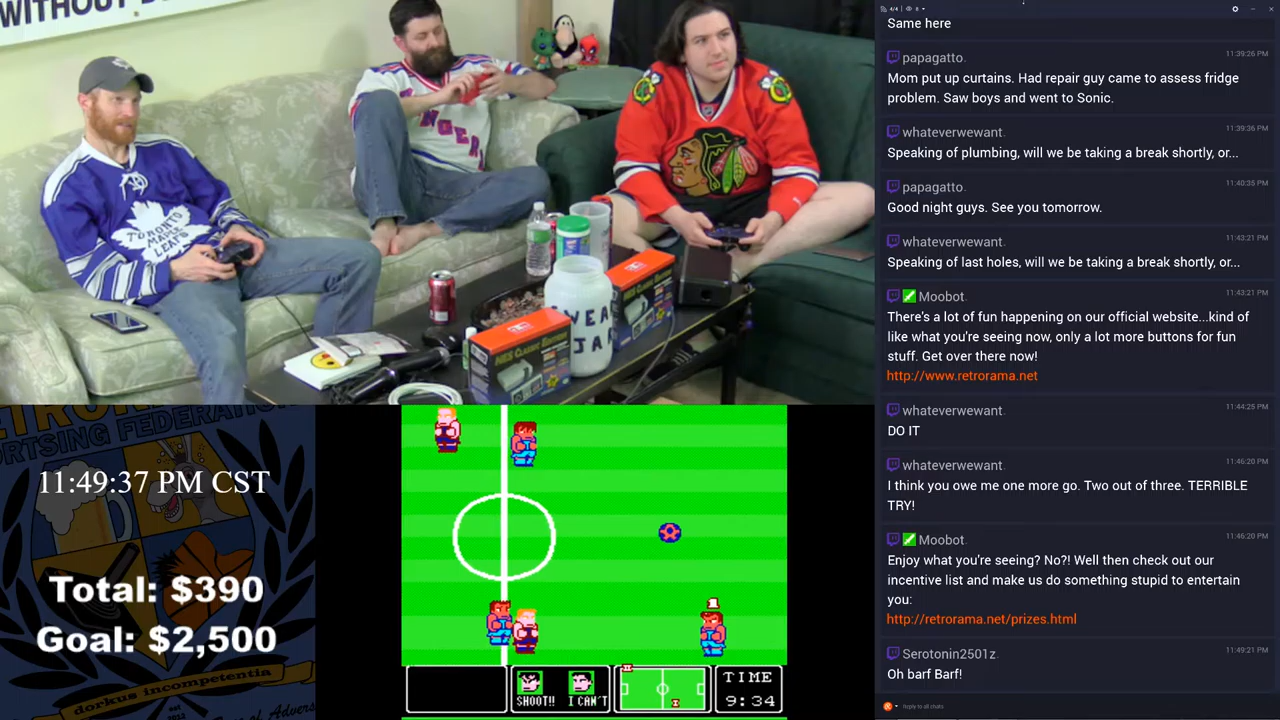 WITHOUT
TORONTO
MAPLE
LEAFS
NES CLASSIC EDITION
NES CLASSIC EDITION
JAR
SPORTSING FEDERATION
11:49:37 PM CST
Total: $390
Goal: $2,500
dorkus incompetentia
1
SHOOT!!
I CAN'T
TIME
9:34
4/4
8
Same here
papagatto.
11:39:26 PM
Mom put up curtains. Had repair guy came to assess fridge
problem. Saw boys and went to Sonic.
whateverwewant.
11:39:36 PM
Speaking of plumbing, will we be taking a break shortly, or...
papagatto.
11:40:35 PM
Good night guys. See you tomorrow.
whateverwewant.
11:43:21 PM
Speaking of last holes, will we be taking a break shortly, or...
Moobot.
11:43:21 PM
There's a lot of fun happening on our official website...kind of
like what you're seeing now, only a lot more buttons for fun
stuff. Get over there now!
http://www.retrorama.net
whateverwewant.
11:44:25 PM
DO IT
whateverwewant.
11:46:20 PM
I think you owe me one more go. Two out of three. TERRIBLE
TRY!
Moobot.
11:46:20 PM
Enjoy what you're seeing? No?! Well then check out our
incentive list and make us do something stupid to entertain
you:
http://retrorama.net/prizes.html
Serotonin2501z.
11:49:21 PM
Oh barf Barf!
Reply to all chats